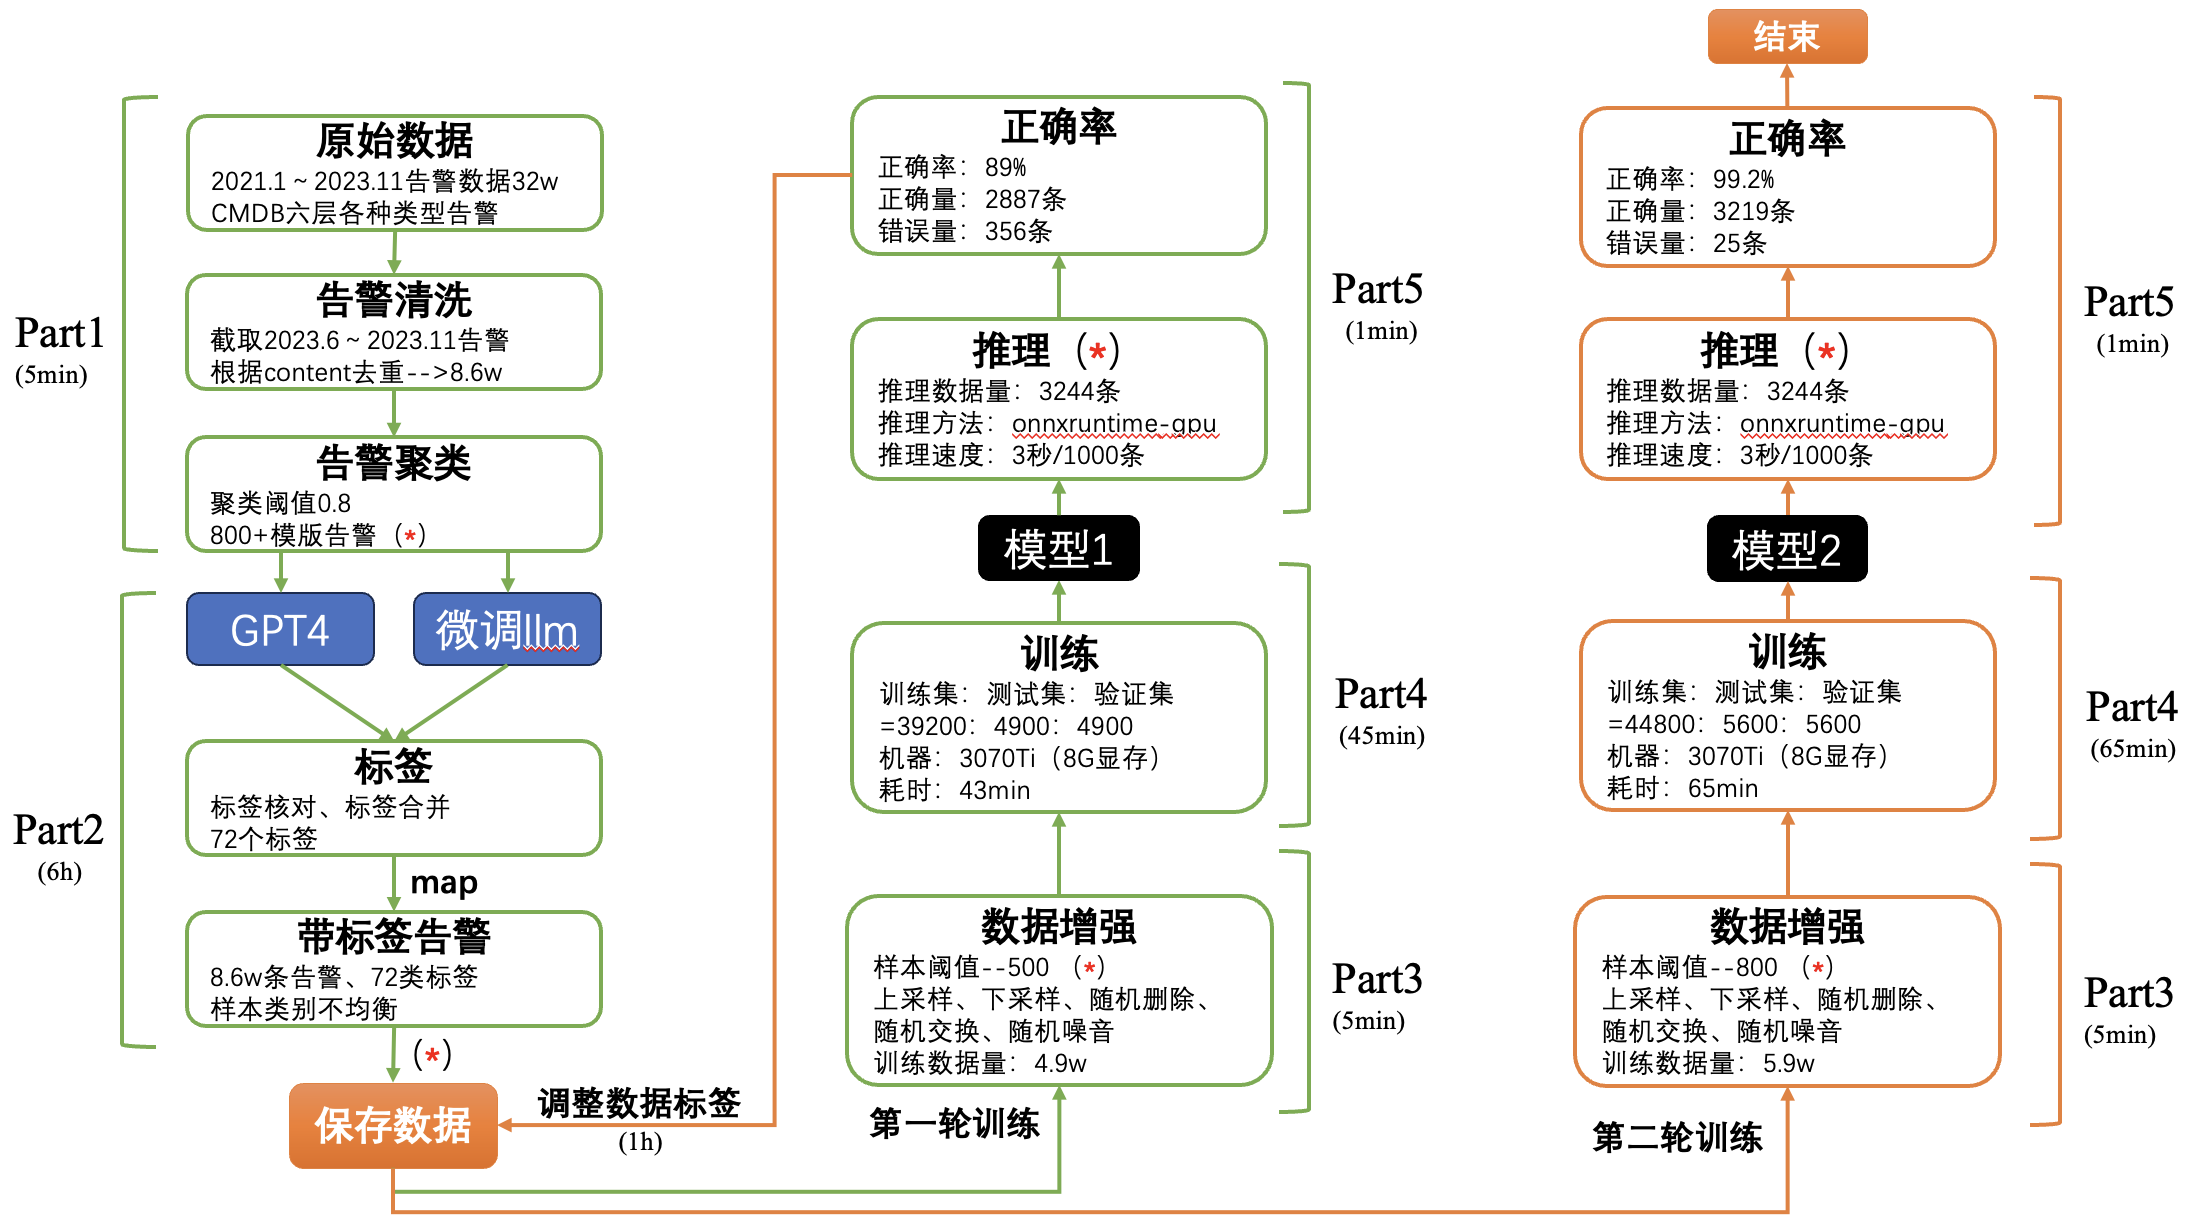 Part1
(5min)
原始数据
2021.1 ~ 2023.11告警数据32w
CMDB六层各种类型告警
告警清洗
截取2023.6 ~ 2023.11告警
根据content去重-->8.6w
告警聚类
聚类阈值0.8
800+模版告警（*）
Part2
(6h)
GPT4
微调llm
标签
标签核对、标签合并
72个标签
map
带标签告警
8.6w条告警、72类标签
样本类别不均衡
（*）
保存数据
调整数据标签
(1h)
第一轮训练
数据增强
样本阈值--500 （*）
上采样、下采样、随机删除、
随机交换、随机噪音
训练数据量：4.9w
Part3
(5min)
训练
训练集：测试集：验证集
=39200：4900：4900
机器：3070Ti（8G显存）
耗时：43min
Part4
(45min)
模型1
推理（*）
推理数据量：3244条
推理方法：onnxruntime-gpu
推理速度：3秒/1000条
正确率
正确率：89%
正确量：2887条
错误量：356条
Part5
(1min)
第二轮训练
数据增强
样本阈值--800 （*）
上采样、下采样、随机删除、
随机交换、随机噪音
训练数据量：5.9w
Part3
(5min)
训练
训练集：测试集：验证集
=44800：5600：5600
机器：3070Ti（8G显存）
耗时：65min
Part4
(65min)
模型2
推理（*）
推理数据量：3244条
推理方法：onnxruntime-gpu
推理速度：3秒/1000条
正确率
正确率：99.2%
正确量：3219条
错误量：25条
Part5
(1min)
结束